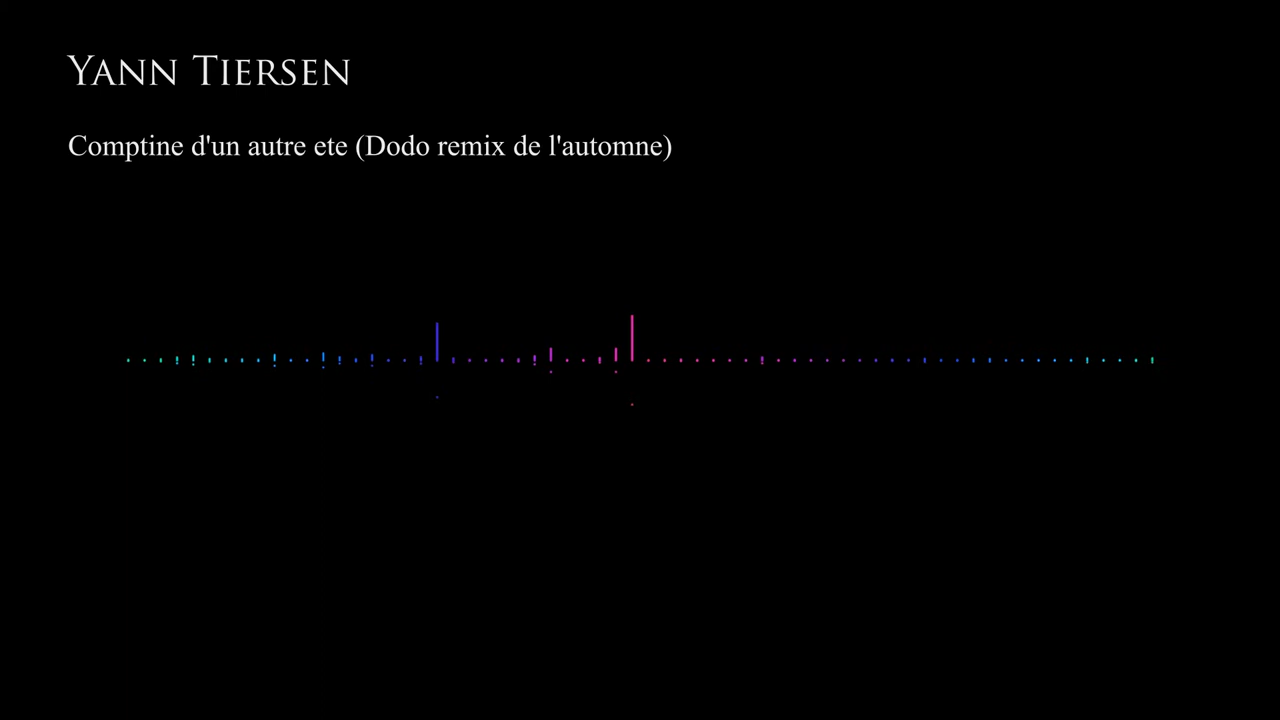 Yann Tiersen
Comptine d'un autre ete (Dodo remix de l'automne)